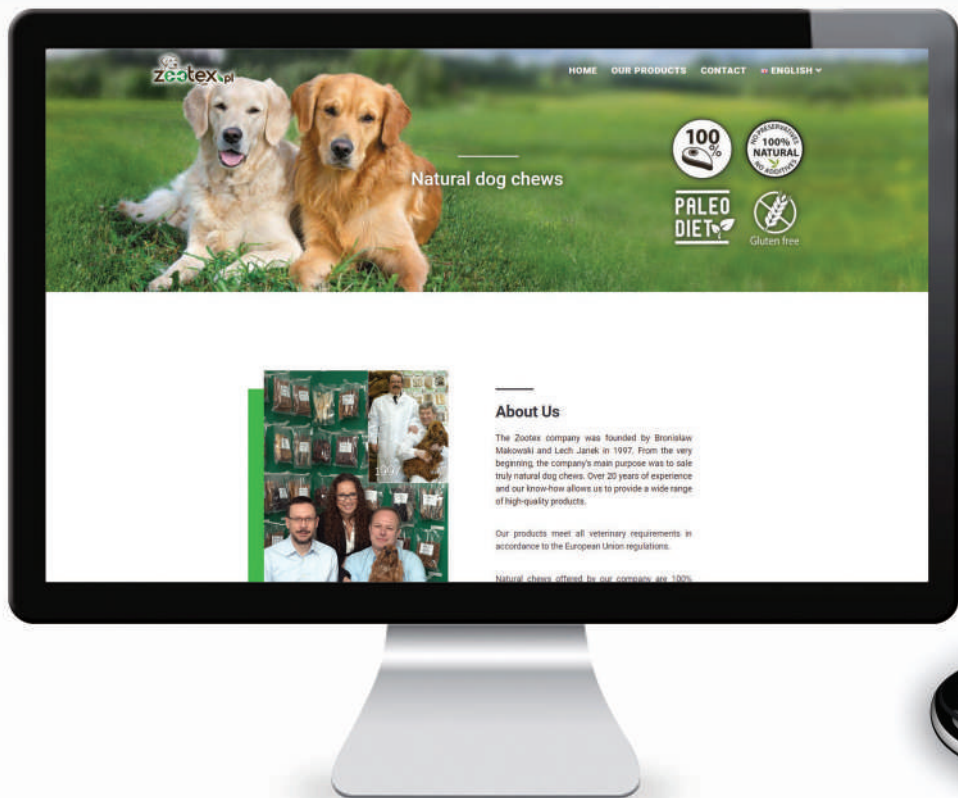 zootex.pl
HOME OUR PRODUCTS CONTACT ENGLISH
Natural dog chews
100%
NO PRESERVATIVES
100%
NATURAL
NO ADDITIVES
PALEO
DIET
Gluten free
1997
About Us
The Zootex company was founded by Bronislaw
Makowski and Lech Janek in 1997. From the very
beginning, the company's main purpose was to sale
truly natural dog chews. Over 20 years of experience
and our know-how allows us to provide a wide range
of high-quality products.
Our products meet all veterinary requirements in
accordance to the European Union regulations.
Natural chews offered by our company are 100%